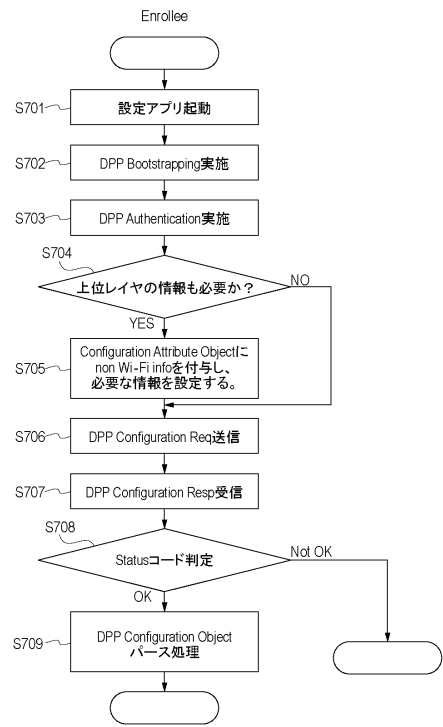 Enrollee
S701
設定アプリ起動
S702
DPP Bootstrapping実施
S703
DPP Authentication実施
S704
上位レイヤの情報も必要か？
NO
YES
S705
Configuration Attribute Objectに
non Wi-Fi infoを付与し、
必要な情報を設定する。
S706
DPP Configuration Req送信
S707
DPP Configuration Resp受信
S708
Statusコード判定
Not OK
OK
S709
DPP Configuration Object
パース処理